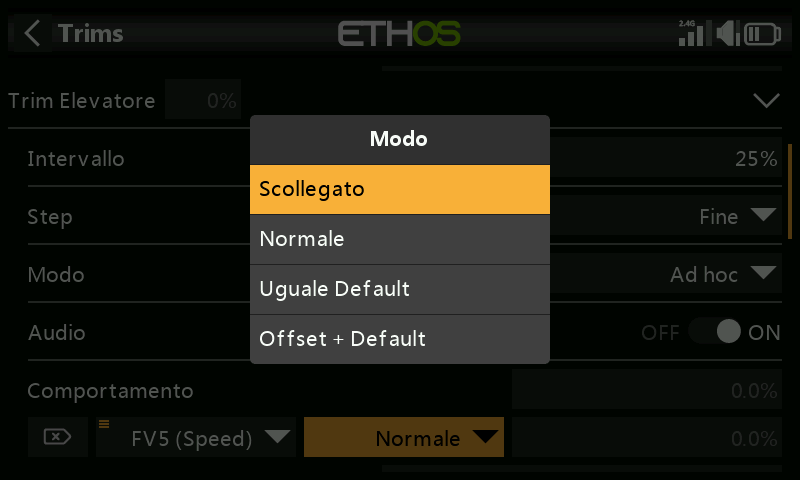 Trims
ETHOS
2.4G
Trim Elevatore 0%
Modo
Intervallo 25%
Scollegato
Step Fine
Normale
Modo Ad hoc
Uguale Default
Audio OFF ON
Offset + Default
Comportamento 0.0%
FV5 (Speed) Normale 0.0%